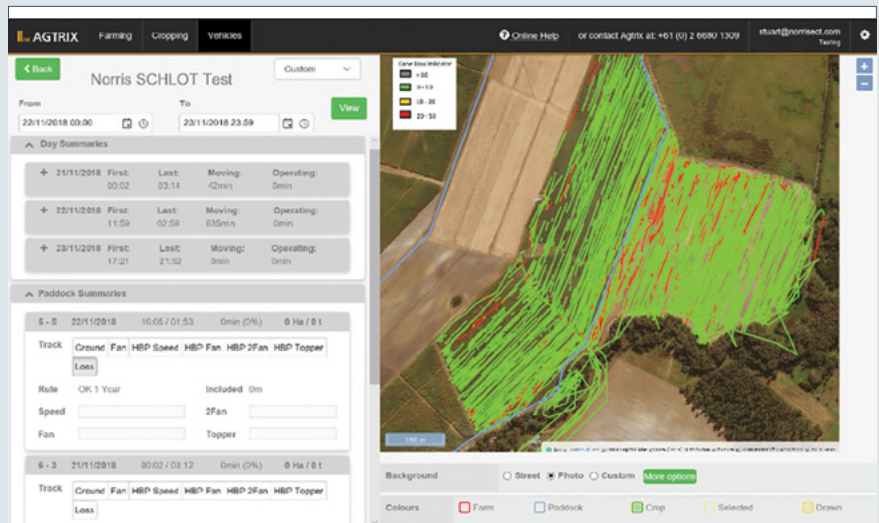 AGTRIX Farming Cropping Vehicles Online Help or contact Agtrix at: +61 (0) 2 6680 1309 stuart@norrisect.com
Testing
Back
Norris SCHLOT Test
Custom
From To
22/11/2018 00:00 23/11/2018 23:59 View
Day Summaries
21/11/2018 First: Last: Moving: Operating:
00:02 03:14 42min 0min
22/11/2018 First: Last: Moving: Operating:
11:59 02:59 635min 0min
23/11/2018 First: Last: Moving: Operating:
17:21 21:52 0min
Paddock Summaries
5 - 5 22/11/2018 16:05 / 01:53 0min (0%) 0 Ha / 0 t
Track Ground Fan HBP Speed HBP Fan HBP 2Fan HBP Topper
Loss
Rule OK 1 Year Included 0m
Speed 2Fan
Fan Topper
6 - 3 21/11/2018 00:02 / 03:12 0min (0%) 0 Ha / 0 t
Track Ground Fan HBP Speed HBP Fan HBP 2Fan HBP Topper
Loss
Cane Loss Indicator
100 m
Background Street Photo Custom More options
Colours Farm Paddock Crop Selected Drawn